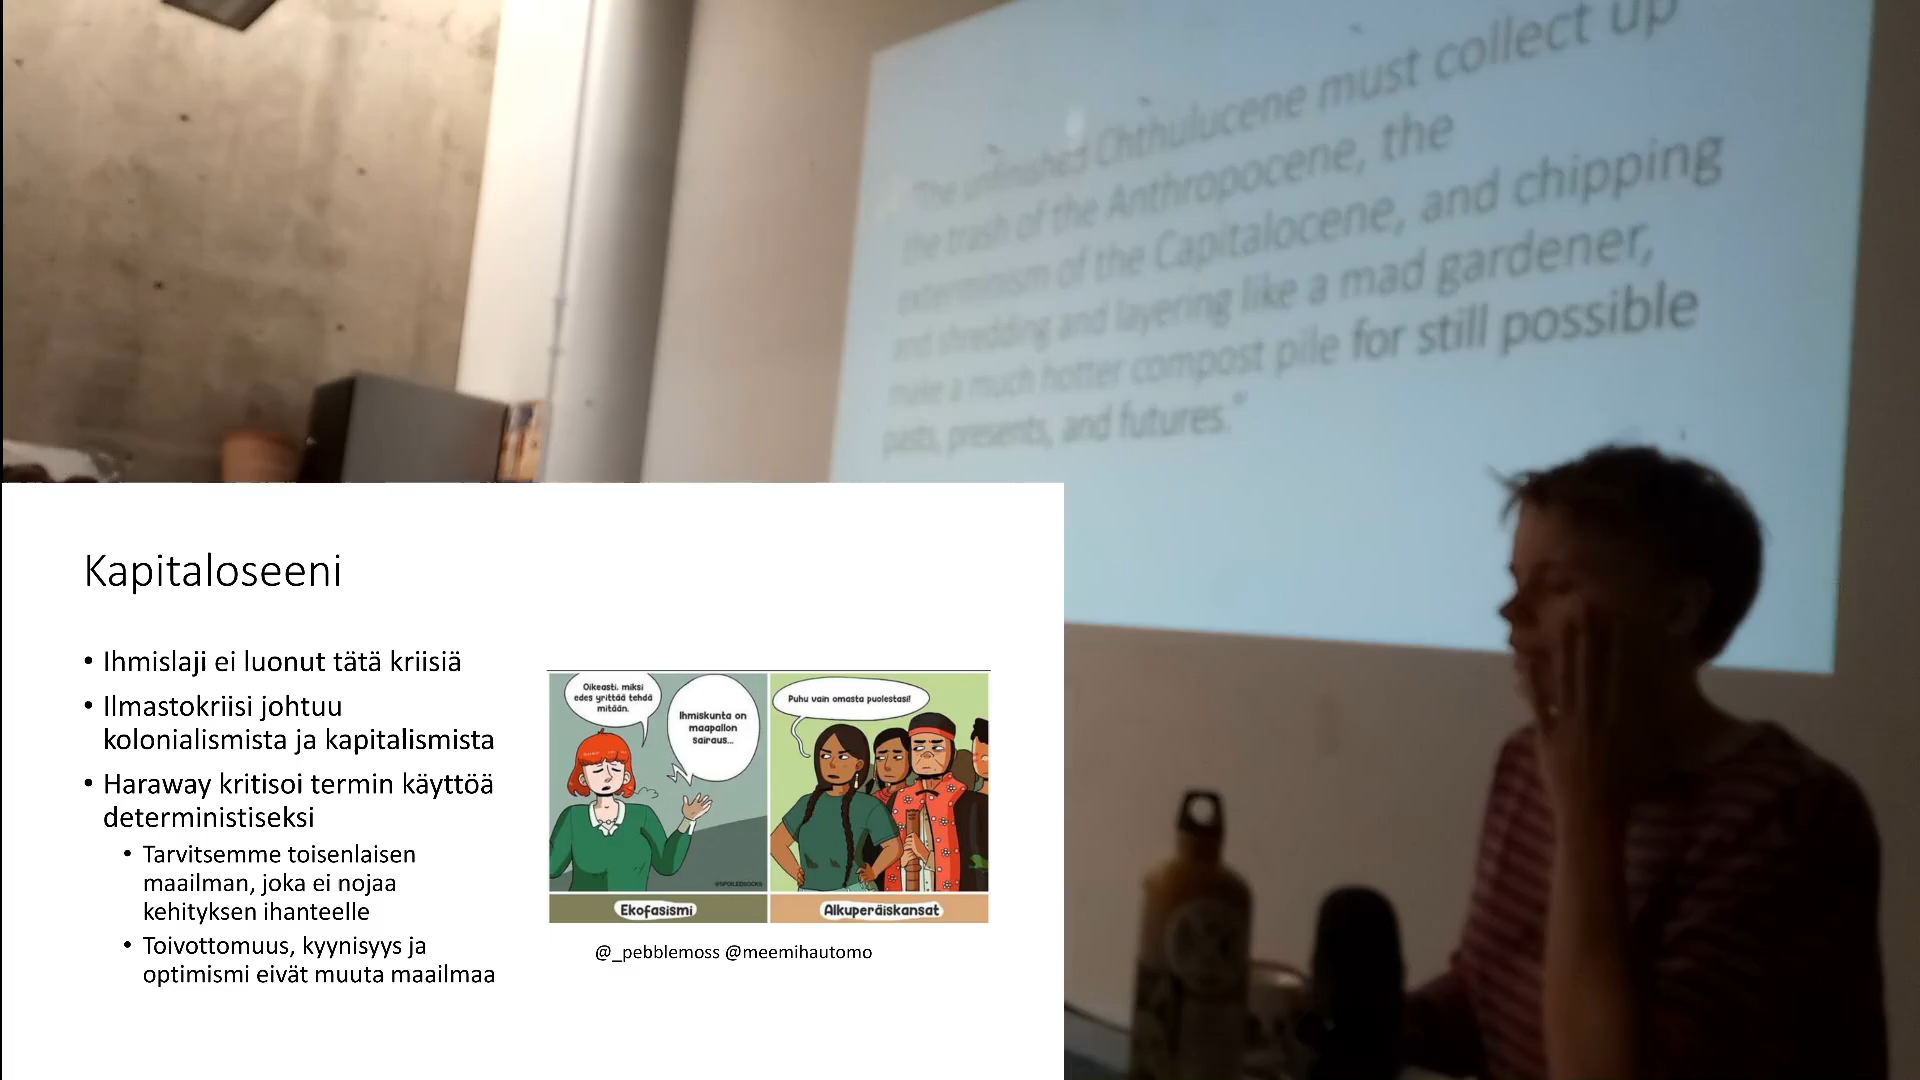 "The unfinished Chthulucene must collect up
the trash of the Anthropocene, the
exterminism of the Capitalocene, and chipping
and shredding and layering like a mad gardener,
make a much hotter compost pile for still possible
pasts, presents, and futures."
Kapitaloseeni
• Ihmislaji ei luonut tätä kriisiä
• Ilmastokriisi johtuu
kolonialismista ja kapitalismista
• Haraway kritisoi termin käyttöä
deterministiseksi
• Tarvitsemme toisenlaisen
maailman, joka ei nojaa
kehityksen ihanteelle
• Toivottomuus, kyynisyys ja
optimismi eivät muuta maailmaa
Oikeasti, miksi
edes yrittää tehdä
mitään.
Ihmiskunta on
maapallon
sairaus...
@SPOILEDSOCKS
Ekofasismi
Puhu vain omasta puolestasi!
Alkuperäiskansat
@_pebblemoss @meemihautomo